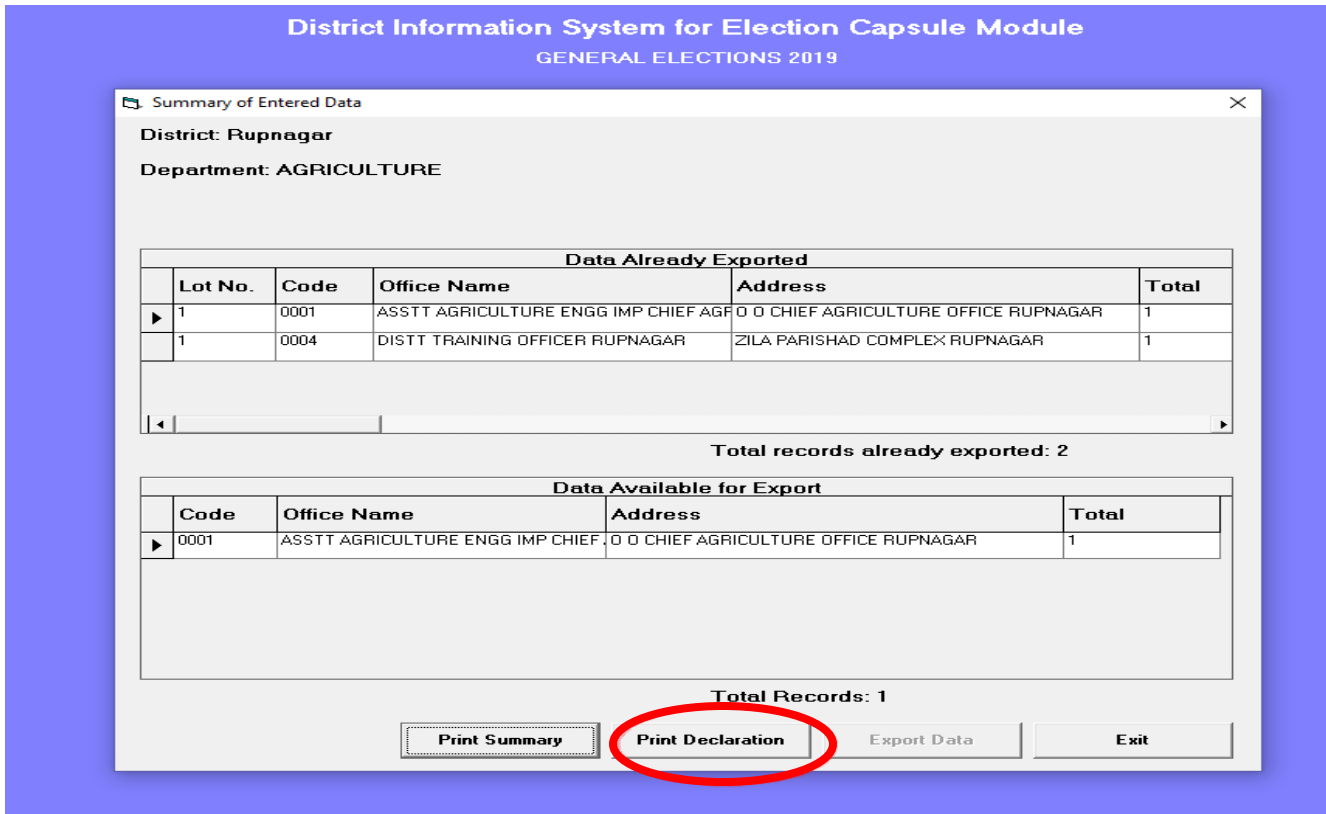 District Information System for Election Capsule Module
GENERAL ELECTIONS 2019
Summary of Entered Data
District: Rupnagar
Department: AGRICULTURE
Data Already Exported
Lot No. Code Office Name Address Total
1 0001 ASSTT AGRICULTURE ENGG IMP CHIEF AGF O O CHIEF AGRICULTURE OFFICE RUPNAGAR 1
1 0004 DISTT TRAINING OFFICER RUPNAGAR ZILA PARISHAD COMPLEX RUPNAGAR 1
Total records already exported: 2
Data Available for Export
Code Office Name Address Total
0001 ASSTT AGRICULTURE ENGG IMP CHIEF. O O CHIEF AGRICULTURE OFFICE RUPNAGAR 1
Total Records: 1
Print Summary Print Declaration Export Data Exit